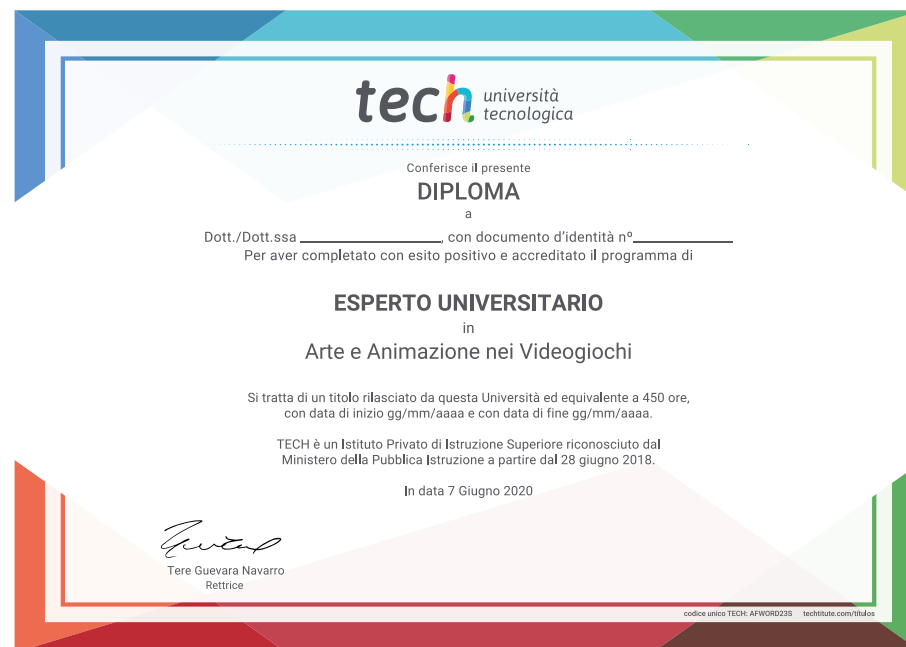 tech università
tecnologica
Conferisce il presente
DIPLOMA
a
Dott./Dott.ssa ____________________, con documento d'identità nº______________
Per aver completato con esito positivo e accreditato il programma di
ESPERTO UNIVERSITARIO
in
Arte e Animazione nei Videogiochi
Si tratta di un titolo rilasciato da questa Università ed equivalente a 450 ore,
con data di inizio gg/mm/aaaa e con data di fine gg/mm/aaaa.
TECH è un Istituto Privato di Istruzione Superiore riconosciuto dal
Ministero della Pubblica Istruzione a partire dal 28 giugno 2018.
In data 7 Giugno 2020
Tere Guevara Navarro
Rettrice
codice unico TECH: AFWORD23S techtitute.com/titulos